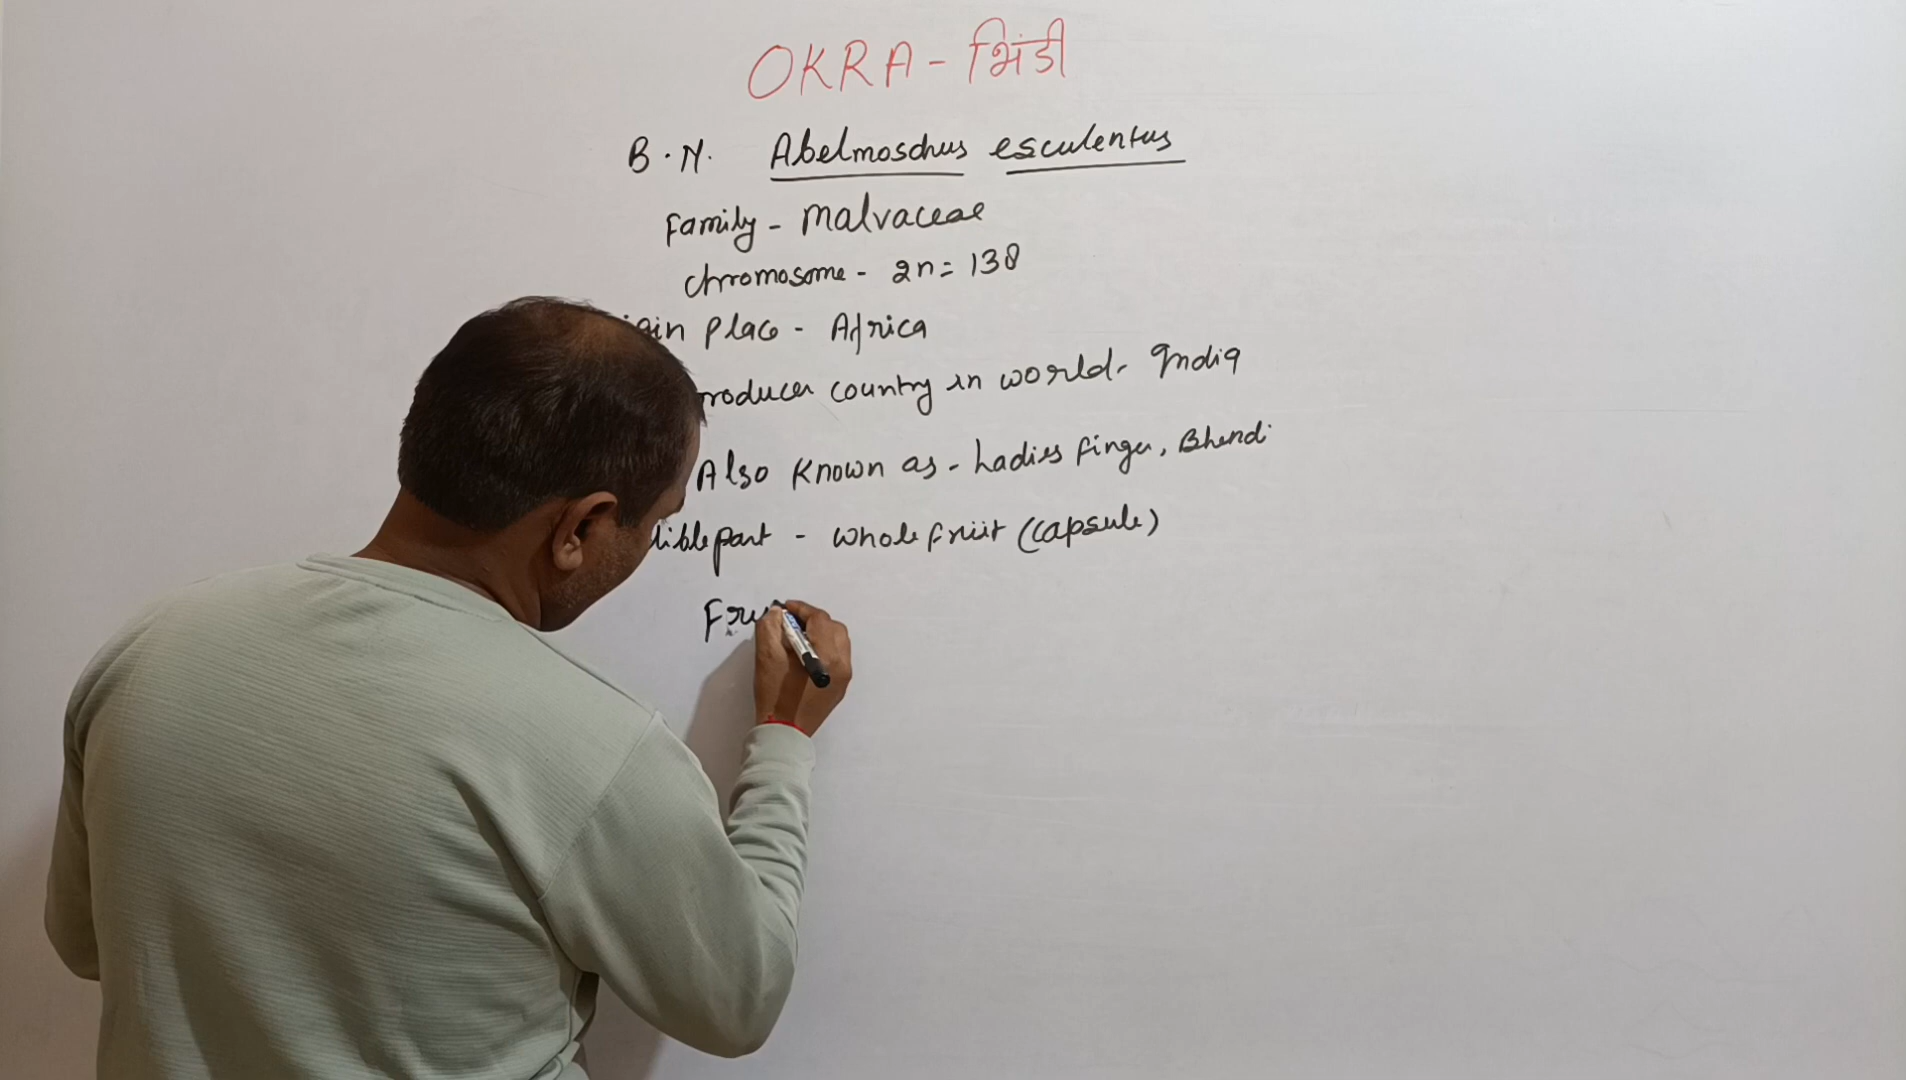 OKRA - भिंडी
B.N. Abelmoschus esculentus
Family - Malvaceae
chromosome - 2n = 138
igin place - Africa
roducer country in world - India
Also known as - Ladies finger, Bhendi
dible part - whole fruit (capsule)
Fru